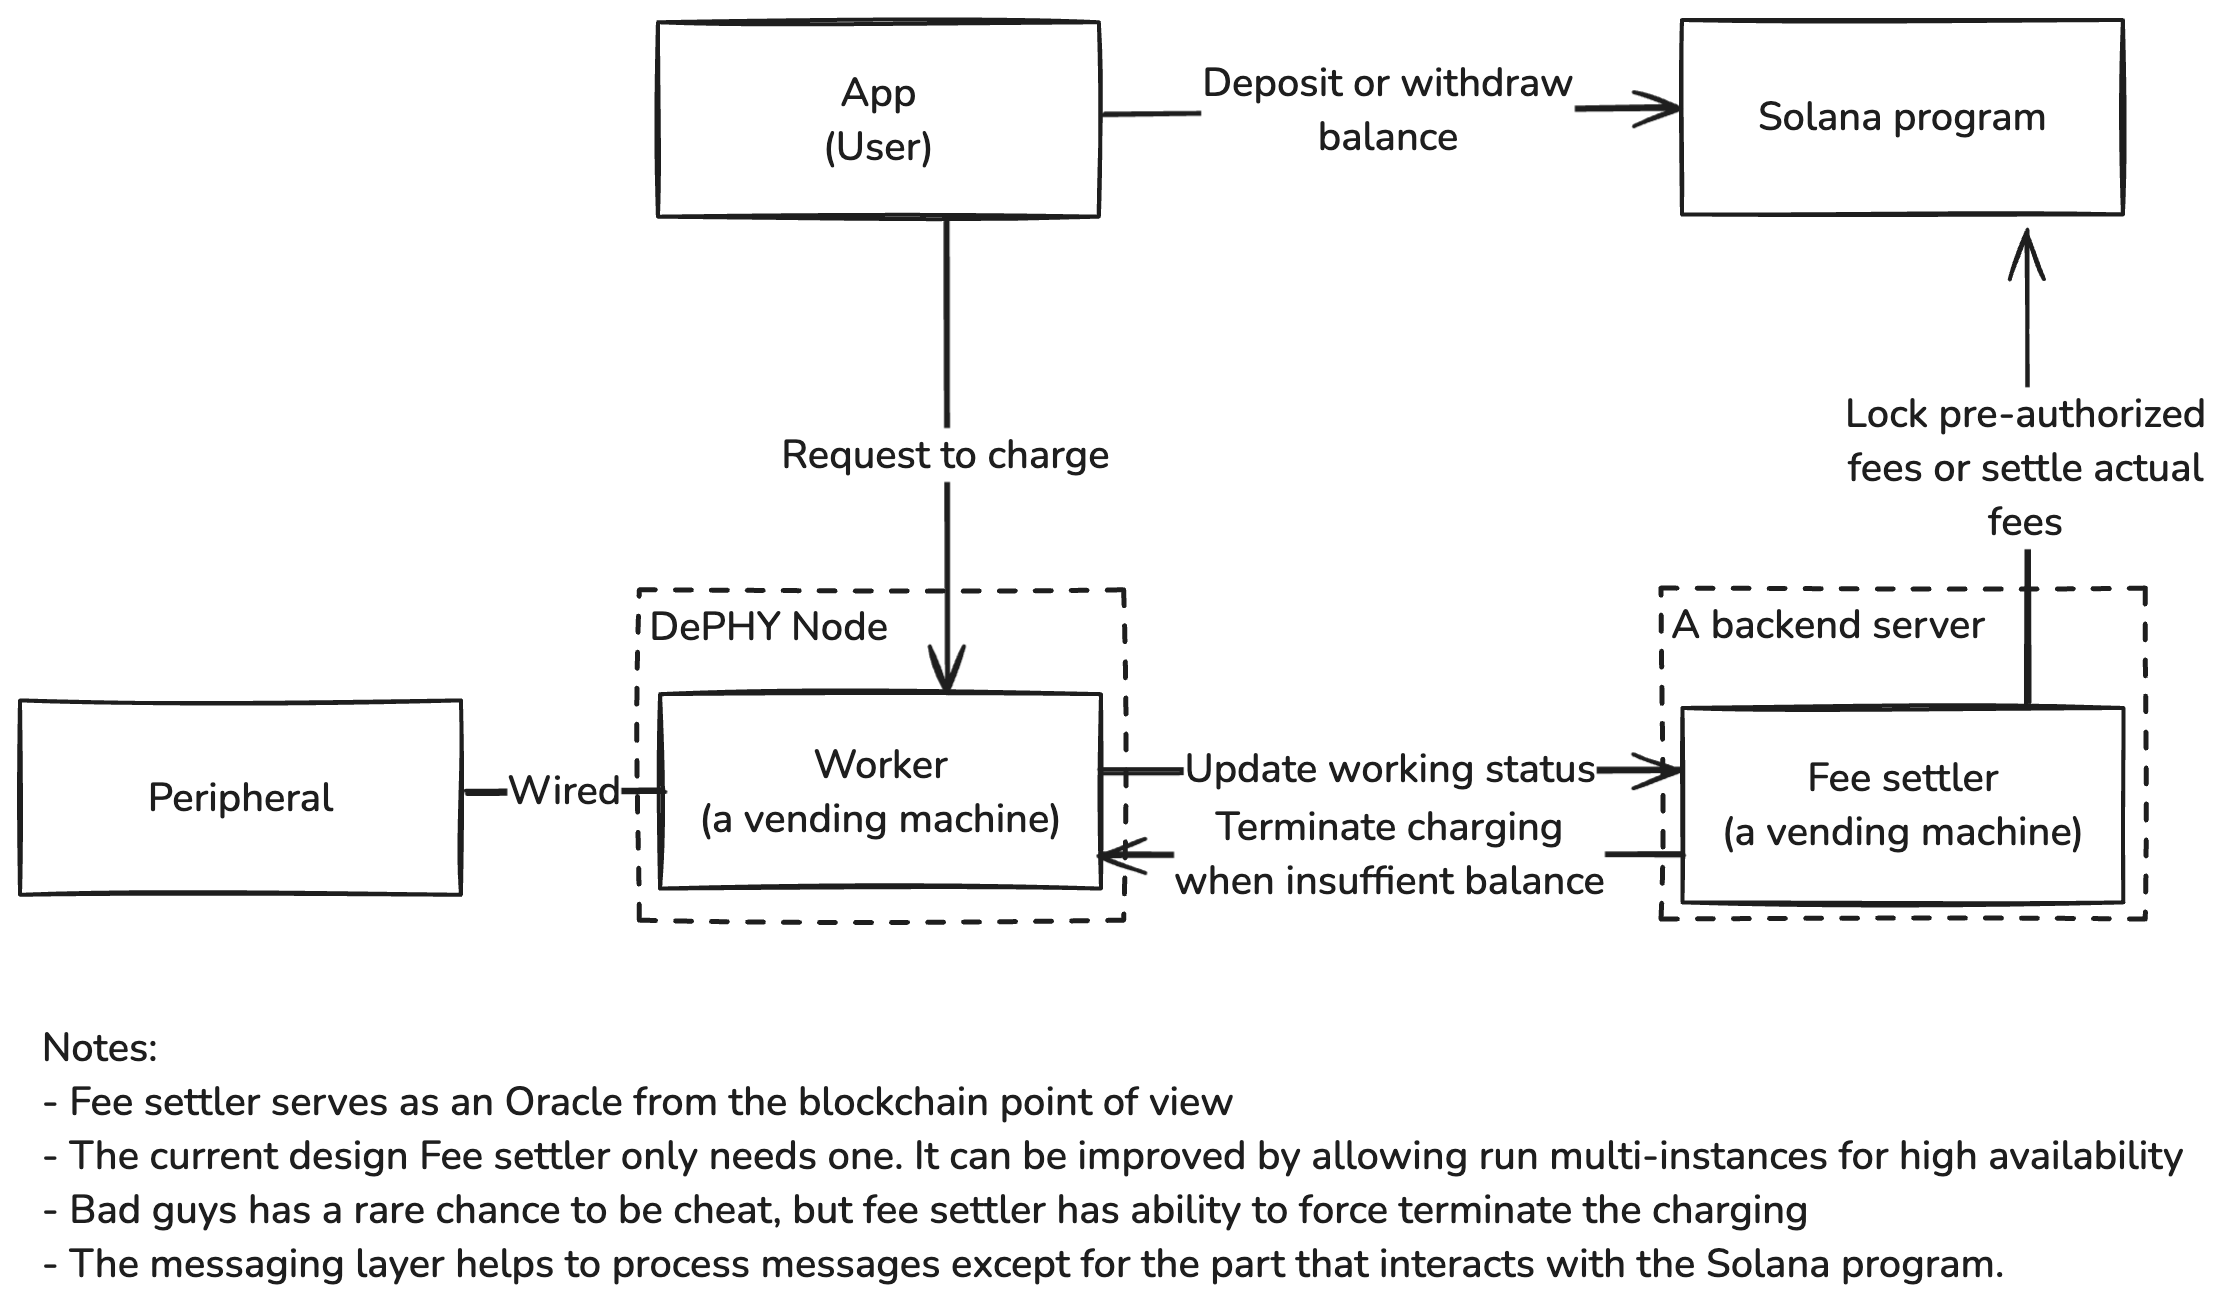 App
(User)
Deposit or withdraw
balance
Solana program
Request to charge
Lock pre-authorized
fees or settle actual
fees
DePHY Node
A backend server
Peripheral
Wired
Worker
(a vending machine)
Update working status
Terminate charging
when insuffient balance
Fee settler
(a vending machine)
Notes:
- Fee settler serves as an Oracle from the blockchain point of view
- The current design Fee settler only needs one. It can be improved by allowing run multi-instances for high availability
- Bad guys has a rare chance to be cheat, but fee settler has ability to force terminate the charging
- The messaging layer helps to process messages except for the part that interacts with the Solana program.